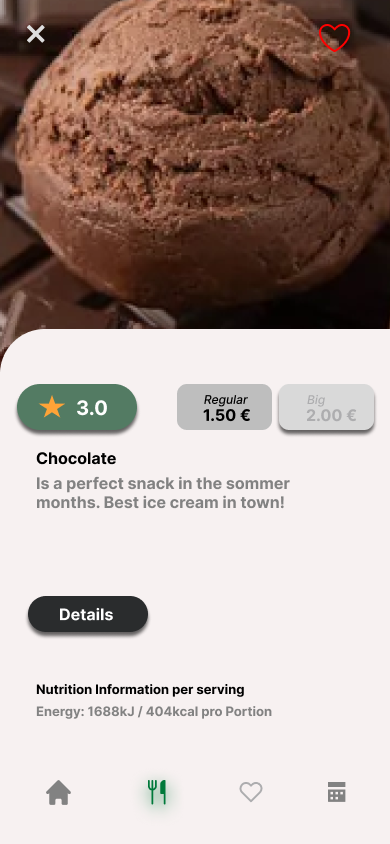 3.0
Regular
1.50 €
Big
2.00 €
Chocolate
Is a perfect snack in the sommer
months. Best ice cream in town!
Details
Nutrition Information per serving
Energy: 1688kJ / 404kcal pro Portion